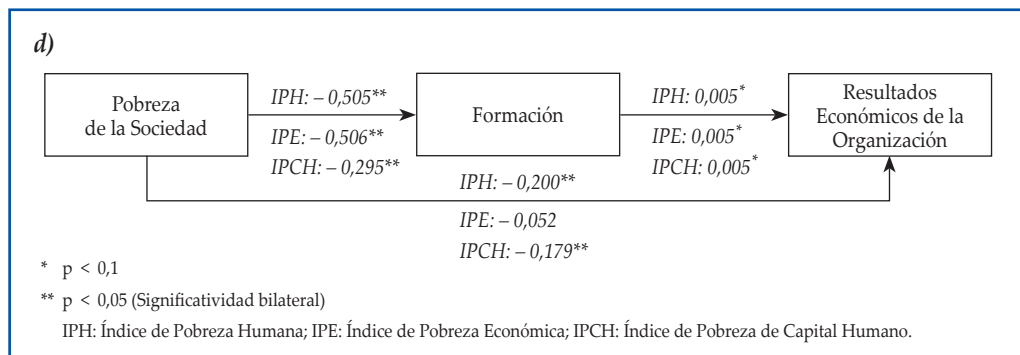 d)
Pobreza
de la Sociedad
IPH: – 0,505**
IPE: – 0,506**
IPCH: – 0,295**
Formación
IPH: 0,005*
IPE: 0,005*
IPCH: 0,005*
Resultados
Económicos de la
Organización
IPH: – 0,200**
IPE: – 0,052
IPCH: – 0,179**
* p < 0,1
** p < 0,05 (Significatividad bilateral)
IPH: Índice de Pobreza Humana; IPE: Índice de Pobreza Económica; IPCH: Índice de Pobreza de Capital Humano.